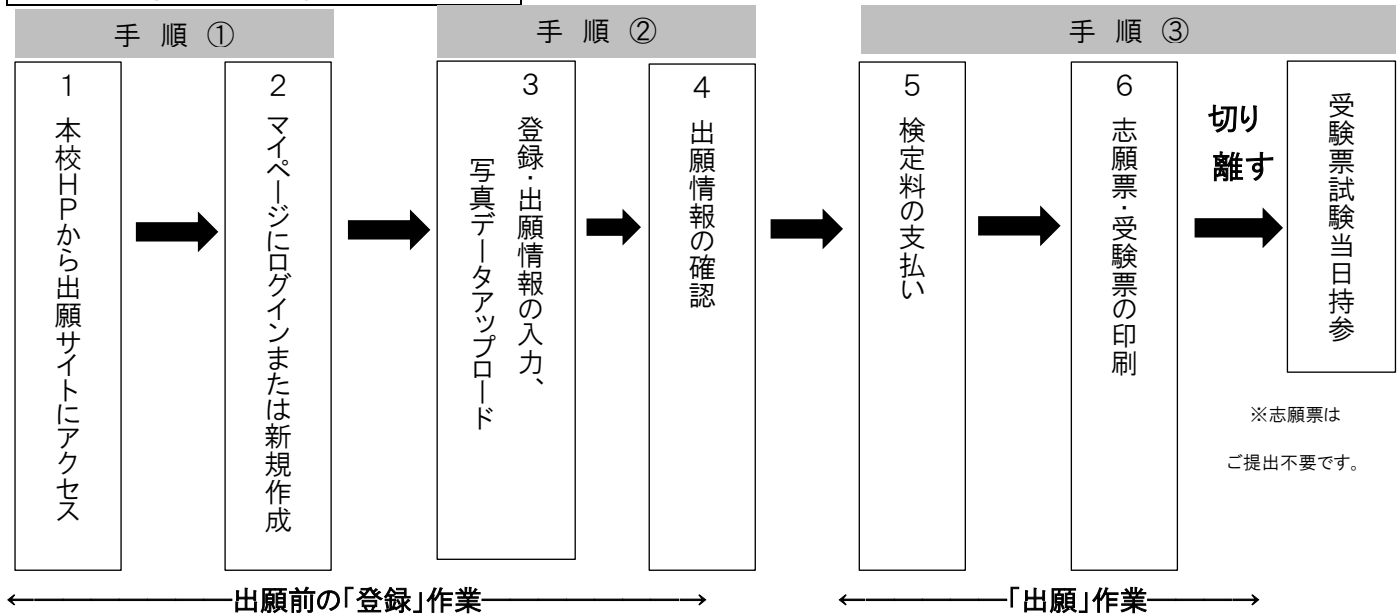 手 順 ①
手 順 ②
手 順 ③
1 本校HPから出願サイトにアクセス
2 マイページにログインまたは新規作成
3 登録・出願情報の入力、
写真データアップロード
4 出願情報の確認
5 検定料の支払い
6 志願票・受験票の印刷
切り
離す
受験票試験当日持参
※志願票は
ご提出不要です。
←――――――出願前の「登録」作業――――――→
←――――「出願」作業――――→